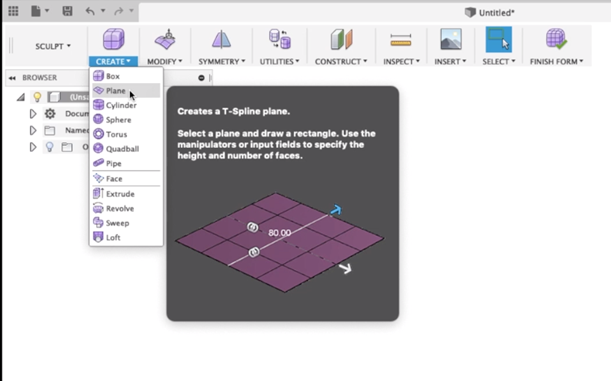 Untitled*
SCULPT
CREATE
MODIFY
SYMMETRY
UTILITIES
CONSTRUCT
INSPECT
INSERT
SELECT
FINISH FORM
BROWSER
(Uns
Docum
Named
O
Box
Plane
Cylinder
Sphere
Torus
Quadball
Pipe
Face
Extrude
Revolve
Sweep
Loft
Creates a T-Spline plane.
Select a plane and draw a rectangle. Use the
manipulators or input fields to specify the
height and number of faces.
80.00